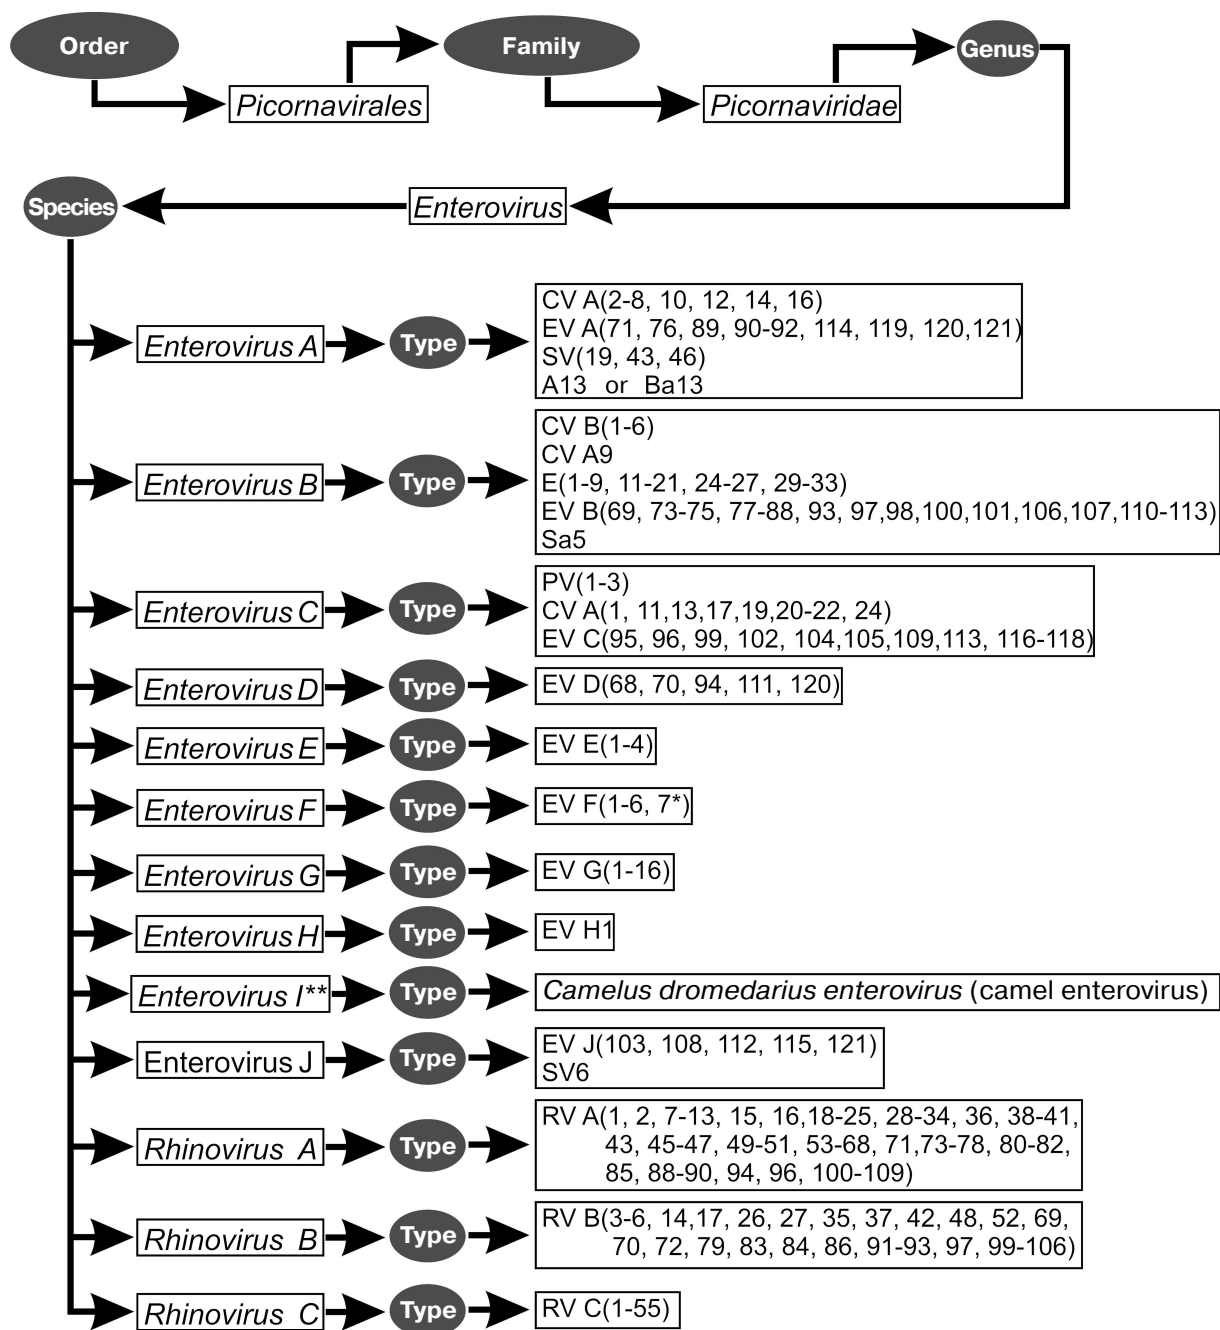 Order
Family
Genus
Picornavirales
Picornaviridae
Species
Enterovirus
Enterovirus A
Type
CV A(2-8, 10, 12, 14, 16)
EV A(71, 76, 89, 90-92, 114, 119, 120,121)
SV(19, 43, 46)
A13 or Ba13
Enterovirus B
Type
CV B(1-6)
CV A9
E(1-9, 11-21, 24-27, 29-33)
EV B(69, 73-75, 77-88, 93, 97,98,100,101,106,107,110-113)
Sa5
Enterovirus C
Type
PV(1-3)
CV A(1, 11,13,17,19,20-22, 24)
EV C(95, 96, 99, 102, 104,105,109,113, 116-118)
Enterovirus D
Type
EV D(68, 70, 94, 111, 120)
Enterovirus E
Type
EV E(1-4)
Enterovirus F
Type
EV F(1-6, 7*)
Enterovirus G
Type
EV G(1-16)
Enterovirus H
Type
EV H1
Enterovirus I**
Type
Camelus dromedarius enterovirus (camel enterovirus)
Enterovirus J
Type
EV J(103, 108, 112, 115, 121)
SV6
Rhinovirus A
Type
RV A(1, 2, 7-13, 15, 16,18-25, 28-34, 36, 38-41,
43, 45-47, 49-51, 53-68, 71,73-78, 80-82,
85, 88-90, 94, 96, 100-109)
Rhinovirus B
Type
RV B(3-6, 14,17, 26, 27, 35, 37, 42, 48, 52, 69,
70, 72, 79, 83, 84, 86, 91-93, 97, 99-106)
Rhinovirus C
Type
RV C(1-55)